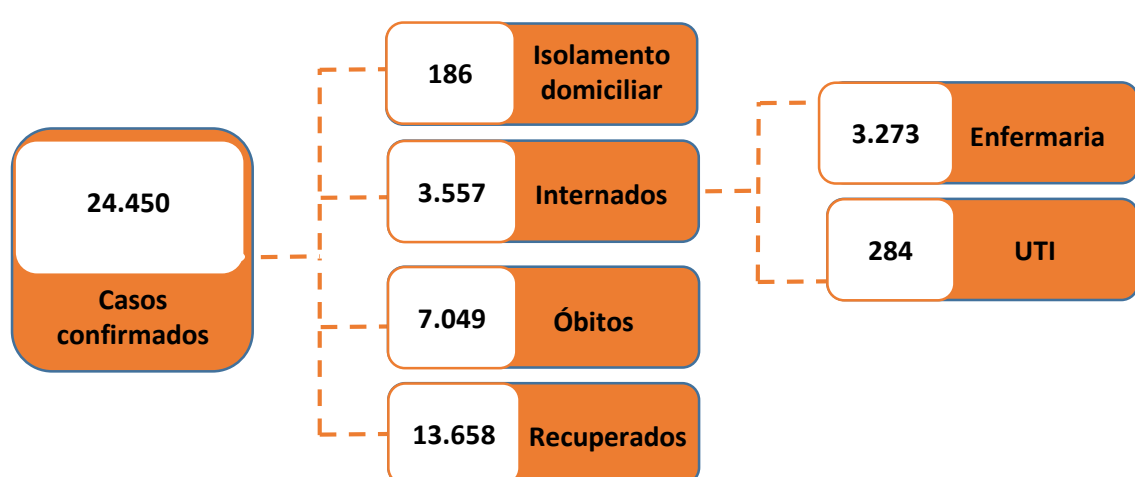 24.450
Casos
confirmados
186
Isolamento
domiciliar
3.557
Internados
7.049
Óbitos
13.658
Recuperados
3.273
Enfermaria
284
UTI